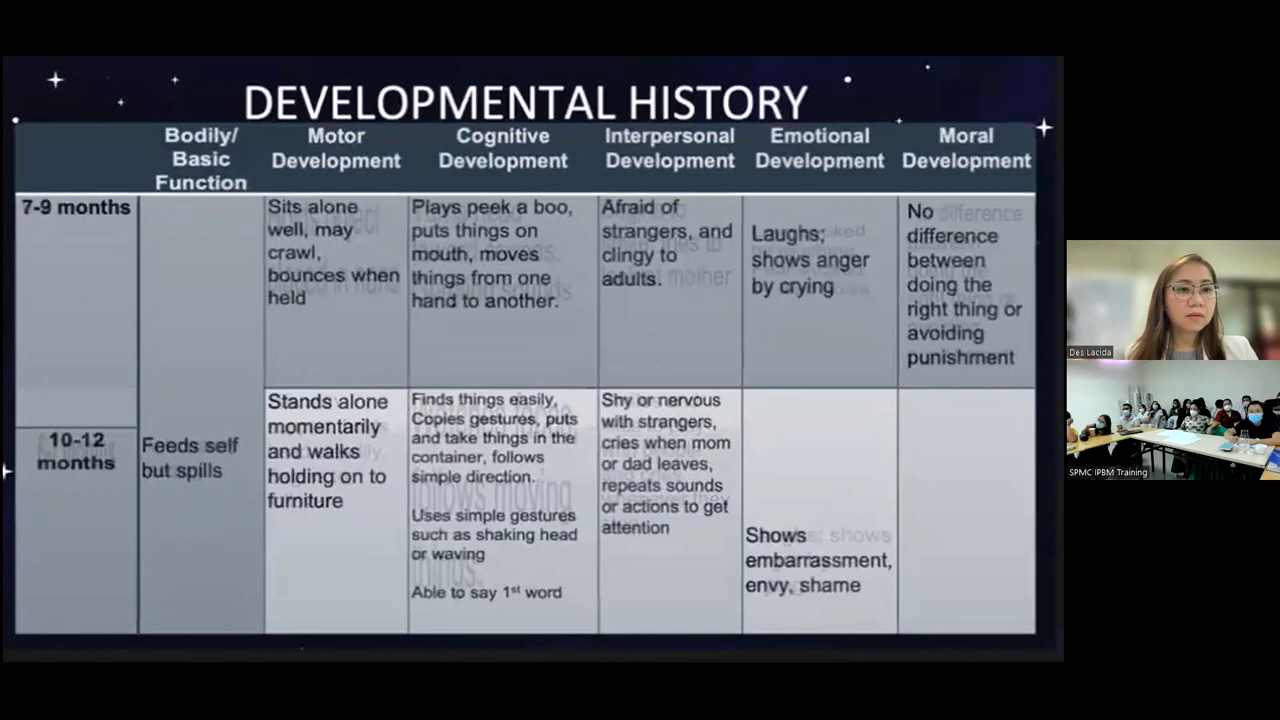 DEVELOPMENTAL HISTORY
Bodily/
Basic
Function
Motor
Development
Cognitive
Development
Interpersonal
Development
Emotional
Development
Moral
Development
7-9 months
Sits alone
well, may
crawl,
bounces when
held
Plays peek a boo,
puts things on
mouth, moves
things from one
hand to another.
Afraid of
strangers, and
clingy to
adults.
Laughs;
shows anger
by crying
No
difference
between
doing the
right thing or
avoiding
punishment
10-12
months
Feeds self
but spills
Stands alone
momentarily
and walks
holding on to
furniture
Finds things easily,
Copies gestures, puts
and take things in the
container, follows
simple direction.
Uses simple gestures
such as shaking head
or waving
Able to say 1st word
Shy or nervous
with strangers,
cries when mom
or dad leaves,
repeats sounds
or actions to get
attention
Shows
embarrassment,
envy, shame
Des Lacida
SPMC IPBM Training